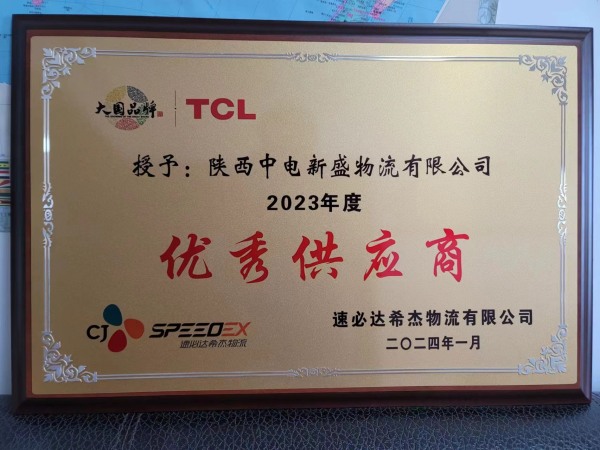 大国品牌 TCL
授予：陕西中电新盛物流有限公司
2023年度
优秀供应商
CJ SPEEDEX
速必达希杰物流
速必达希杰物流有限公司
二〇二四年一月